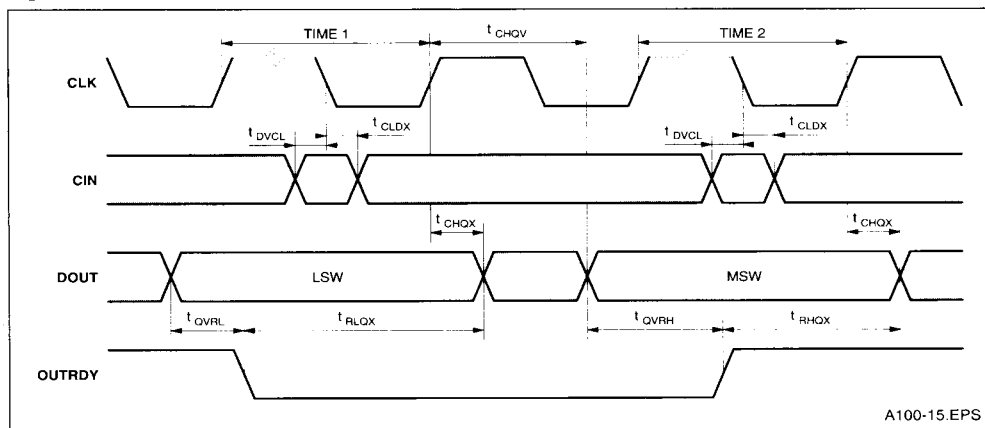 TIME 1
t CHQV
TIME 2
CLK
t DVCL
t CLDX
t DVCL
t CLDX
CIN
t CHQX
t CHQX
DOUT
LSW
MSW
t QVRL
t RLQX
t QVRH
t RHQX
OUTRDY
A100-15.EPS